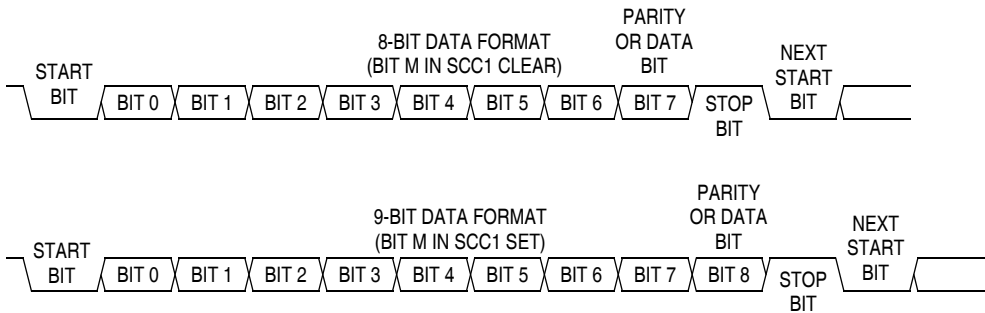 8-BIT DATA FORMAT
(BIT M IN SCC1 CLEAR)
PARITY
OR DATA
BIT
START
BIT
BIT 0
BIT 1
BIT 2
BIT 3
BIT 4
BIT 5
BIT 6
BIT 7
STOP
BIT
NEXT
START
BIT
9-BIT DATA FORMAT
(BIT M IN SCC1 SET)
PARITY
OR DATA
BIT
START
BIT
BIT 0
BIT 1
BIT 2
BIT 3
BIT 4
BIT 5
BIT 6
BIT 7
BIT 8
STOP
BIT
NEXT
START
BIT